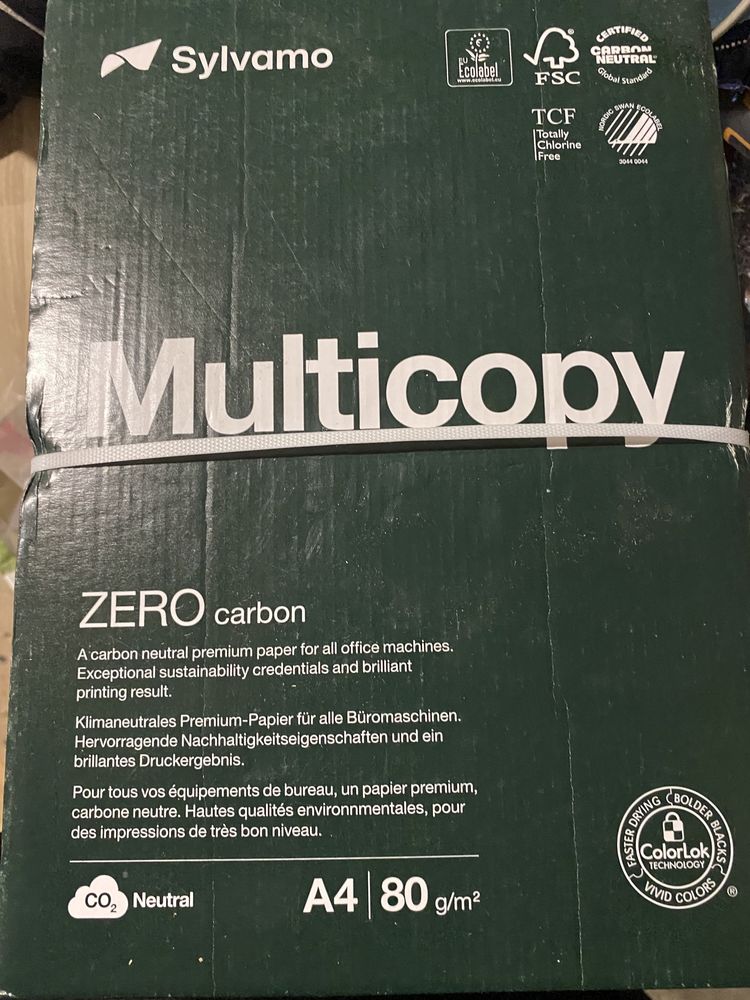 Sylvamo
EU
Ecolabel
www.ecolabel.eu
FSC
CERTIFIED
CARBON
NEUTRAL
Global Standard
TCF
Totally
Chlorine
Free
NORDIC SWAN ECOLABEL
3044 0044
Multicopy
ZERO carbon
A carbon neutral premium paper for all office machines.
Exceptional sustainability credentials and brilliant
printing result.
Klimaneutrales Premium-Papier für alle Büromaschinen.
Hervorragende Nachhaltigkeitseigenschaften und ein
brillantes Druckergebnis.
Pour tous vos équipements de bureau, un papier premium,
carbone neutre. Hautes qualités environnmentales, pour
des impressions de très bon niveau.
CO₂ Neutral
A4 | 80 g/m²
FASTER DRYING
BOLDER BLACKS
ColorLok
TECHNOLOGY
VIVID COLORS
®